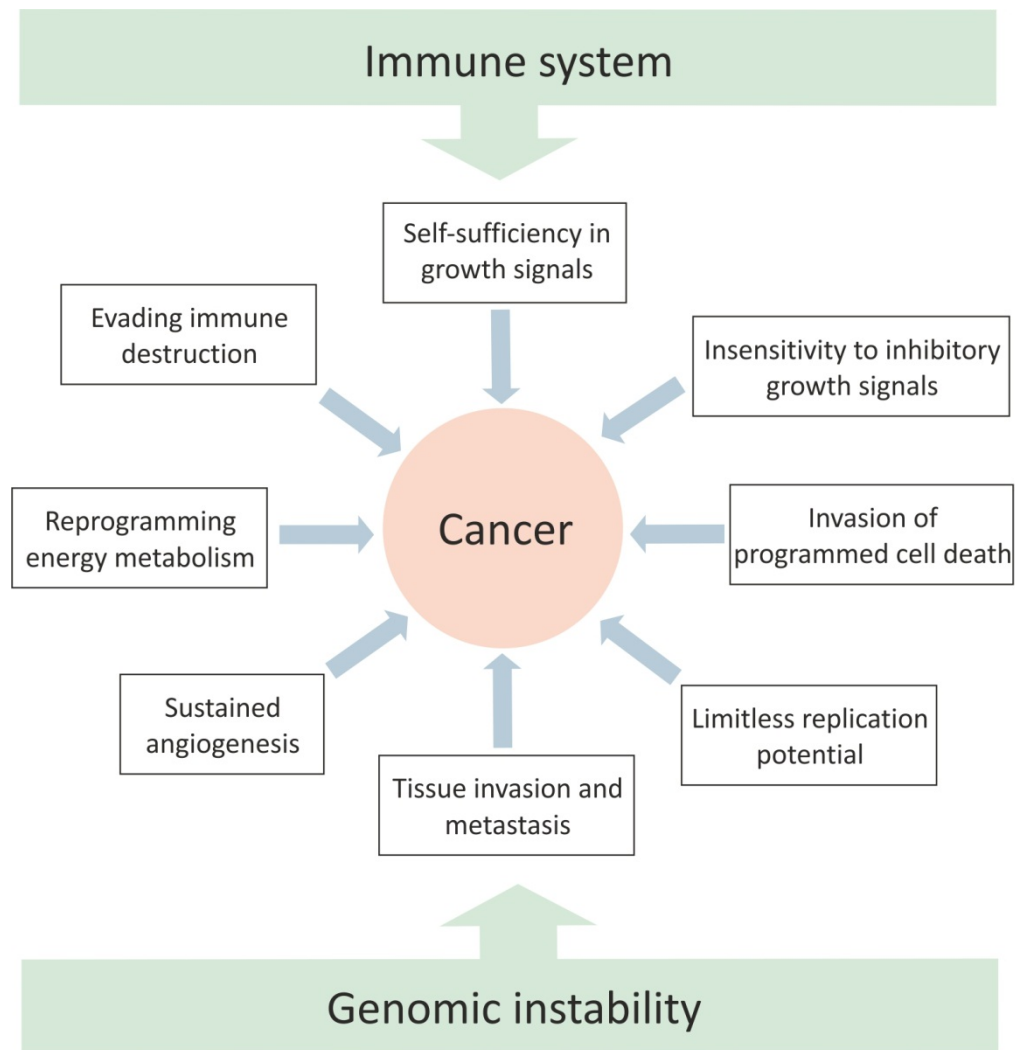 Immune system
Self-sufficiency in
growth signals
Evading immune
destruction
Insensitivity to inhibitory
growth signals
Reprogramming
energy metabolism
Cancer
Invasion of
programmed cell death
Sustained
angiogenesis
Limitless replication
potential
Tissue invasion and
metastasis
Genomic instability